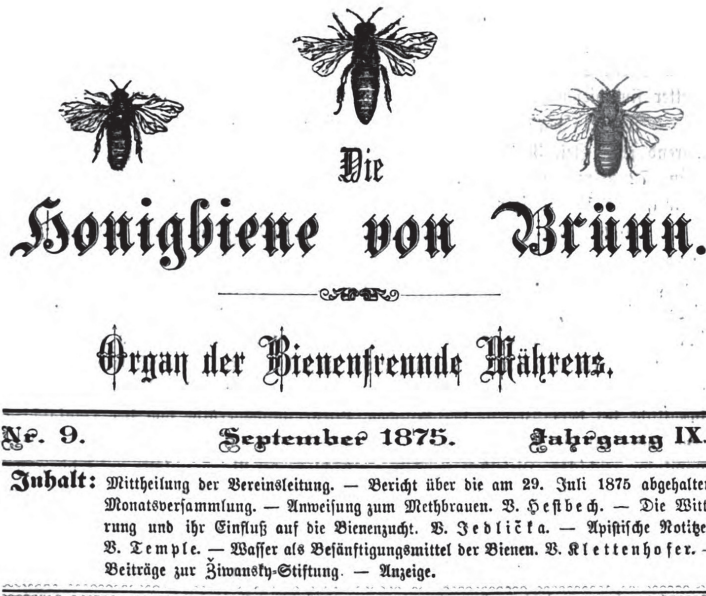 Die
Honigbiene von Brünn.
Organ der Bienenfreunde Mährens.
Nr. 9. September 1875. Jahrgang IX.
Inhalt: Mittheilung der Vereinsleitung. — Bericht über die am 29. Juli 1875 abgehalte
Monatsversammlung. — Anweisung zum Methbrauen. V. Hestbech. — Die Witt
rung und ihr Einfluß auf die Bienenzucht. V. Jedlička. — Apistische Notize
V. Temple. — Wasser als Besänftigungsmittel der Bienen. V. Klettenhofer. -
Beiträge zur Žiwansky-Stiftung. — Anzeige.